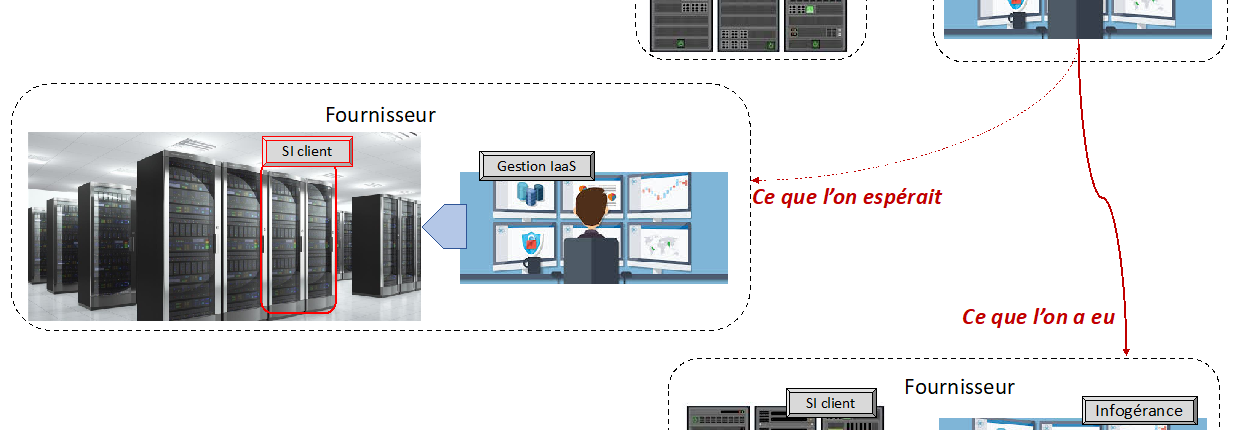 Fournisseur
SI client
Gestion IaaS
Ce que l'on espérait
Ce que l'on a eu
Fournisseur
SI client
Infogérance